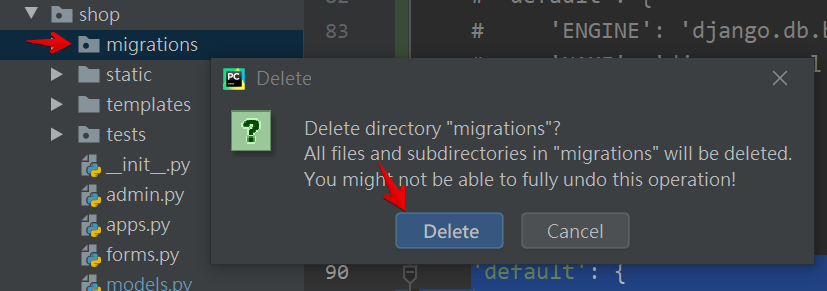 shop
migrations
static
templates
tests
__init__.py
admin.py
apps.py
forms.py
models.py
82
83 # 'ENGINE': 'django.db.b
PC
Delete
?
Delete directory "migrations"?
All files and subdirectories in "migrations" will be deleted.
You might not be able to fully undo this operation!
Delete
Cancel
90 'default': {